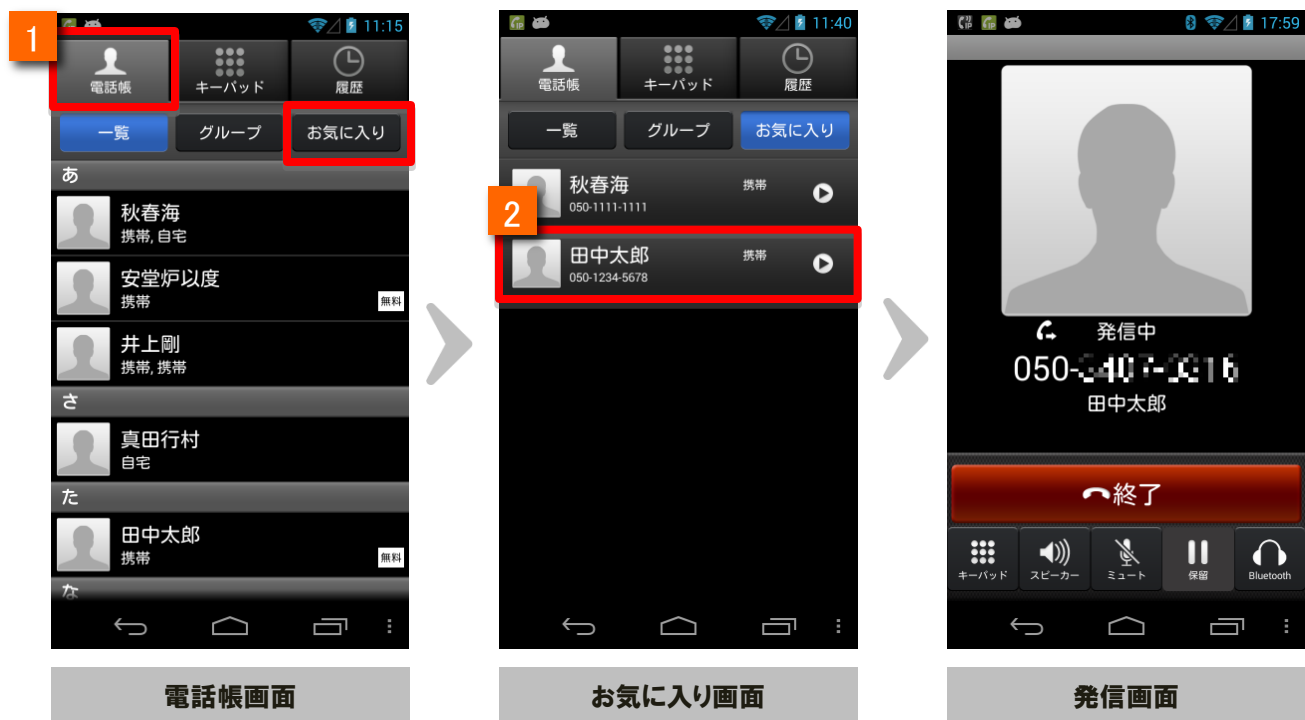 1
11:15
電話帳
キーパッド
履歴
一覧
グループ
お気に入り
あ
秋春海
携帯, 自宅
安堂炉以度
携帯
無料
井上剛
携帯, 携帯
さ
真田行村
自宅
た
田中太郎
携帯
無料
な
電話帳画面
11:40
電話帳
キーパッド
履歴
一覧
グループ
お気に入り
秋春海
携帯
050-1111-1111
2
田中太郎
携帯
050-1234-5678
お気に入り画面
17:59
発信中
050-
田中太郎
終了
キーパッド
スピーカー
ミュート
保留
Bluetooth
発信画面